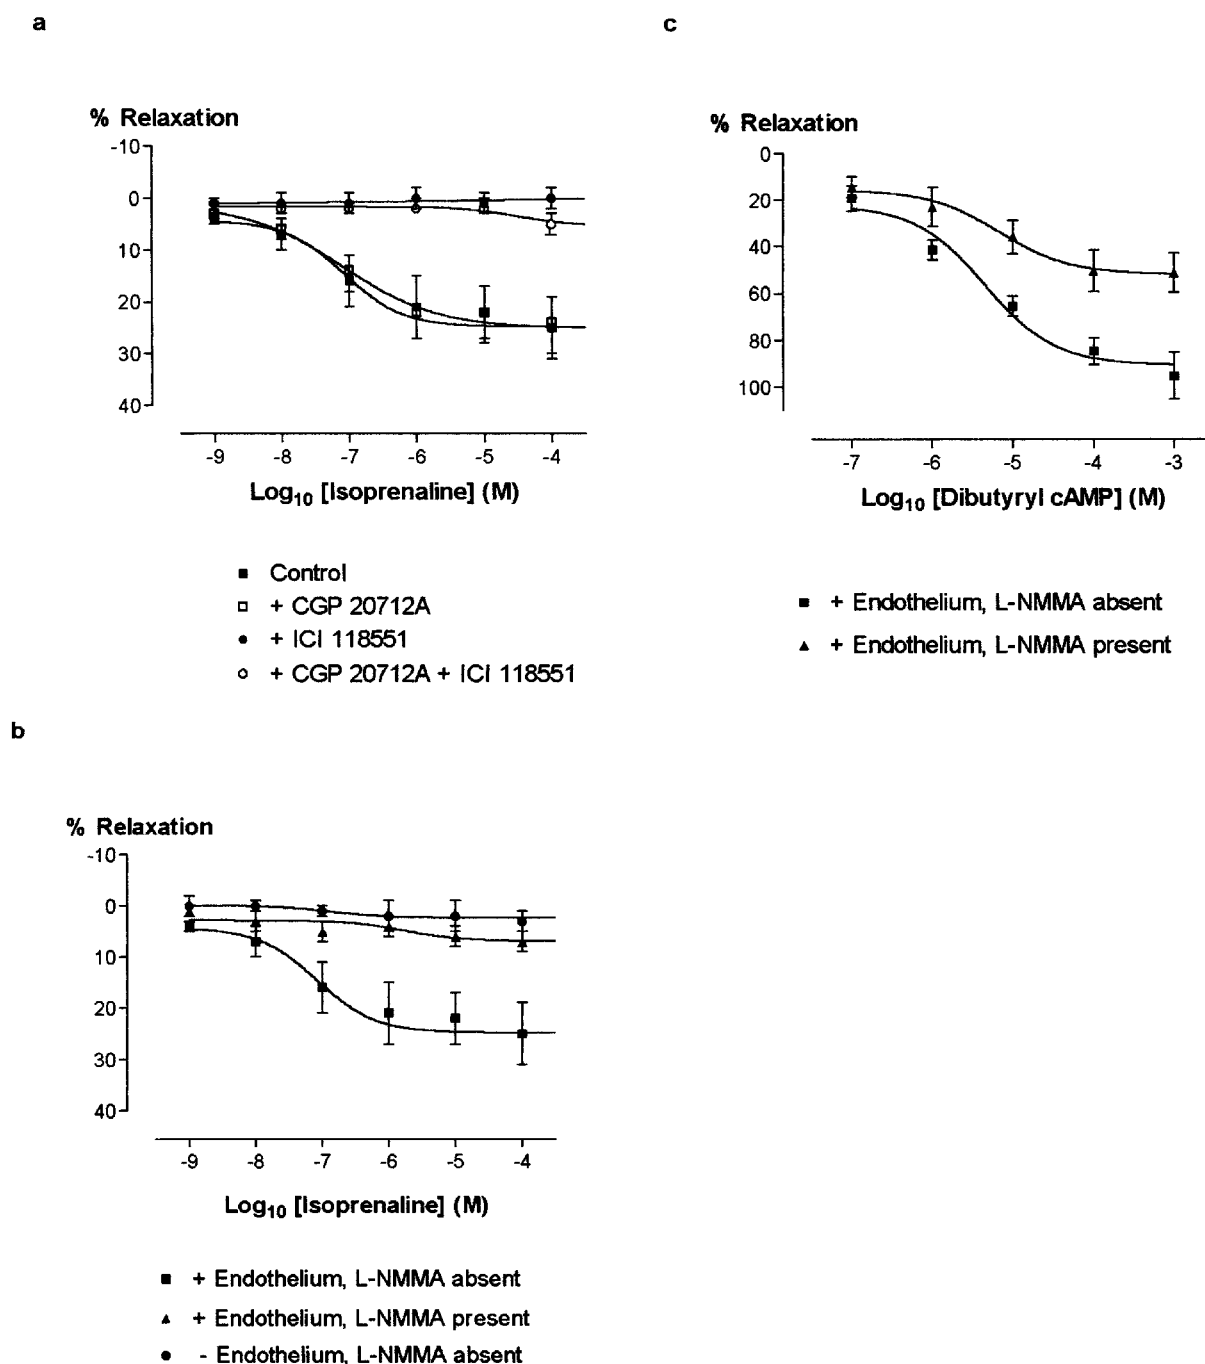 a
% Relaxation
-10
0
10
20
30
40
-9 -8 -7 -6 -5 -4
Log10 [Isoprenaline] (M)
Control
+ CGP 20712A
+ ICI 118551
+ CGP 20712A + ICI 118551
c
% Relaxation
0
20
40
60
80
100
-7 -6 -5 -4 -3
Log10 [Dibutyryl cAMP] (M)
+ Endothelium, L-NMMA absent
+ Endothelium, L-NMMA present
b
% Relaxation
-10
0
10
20
30
40
-9 -8 -7 -6 -5 -4
Log10 [Isoprenaline] (M)
+ Endothelium, L-NMMA absent
+ Endothelium, L-NMMA present
- Endothelium, L-NMMA absent